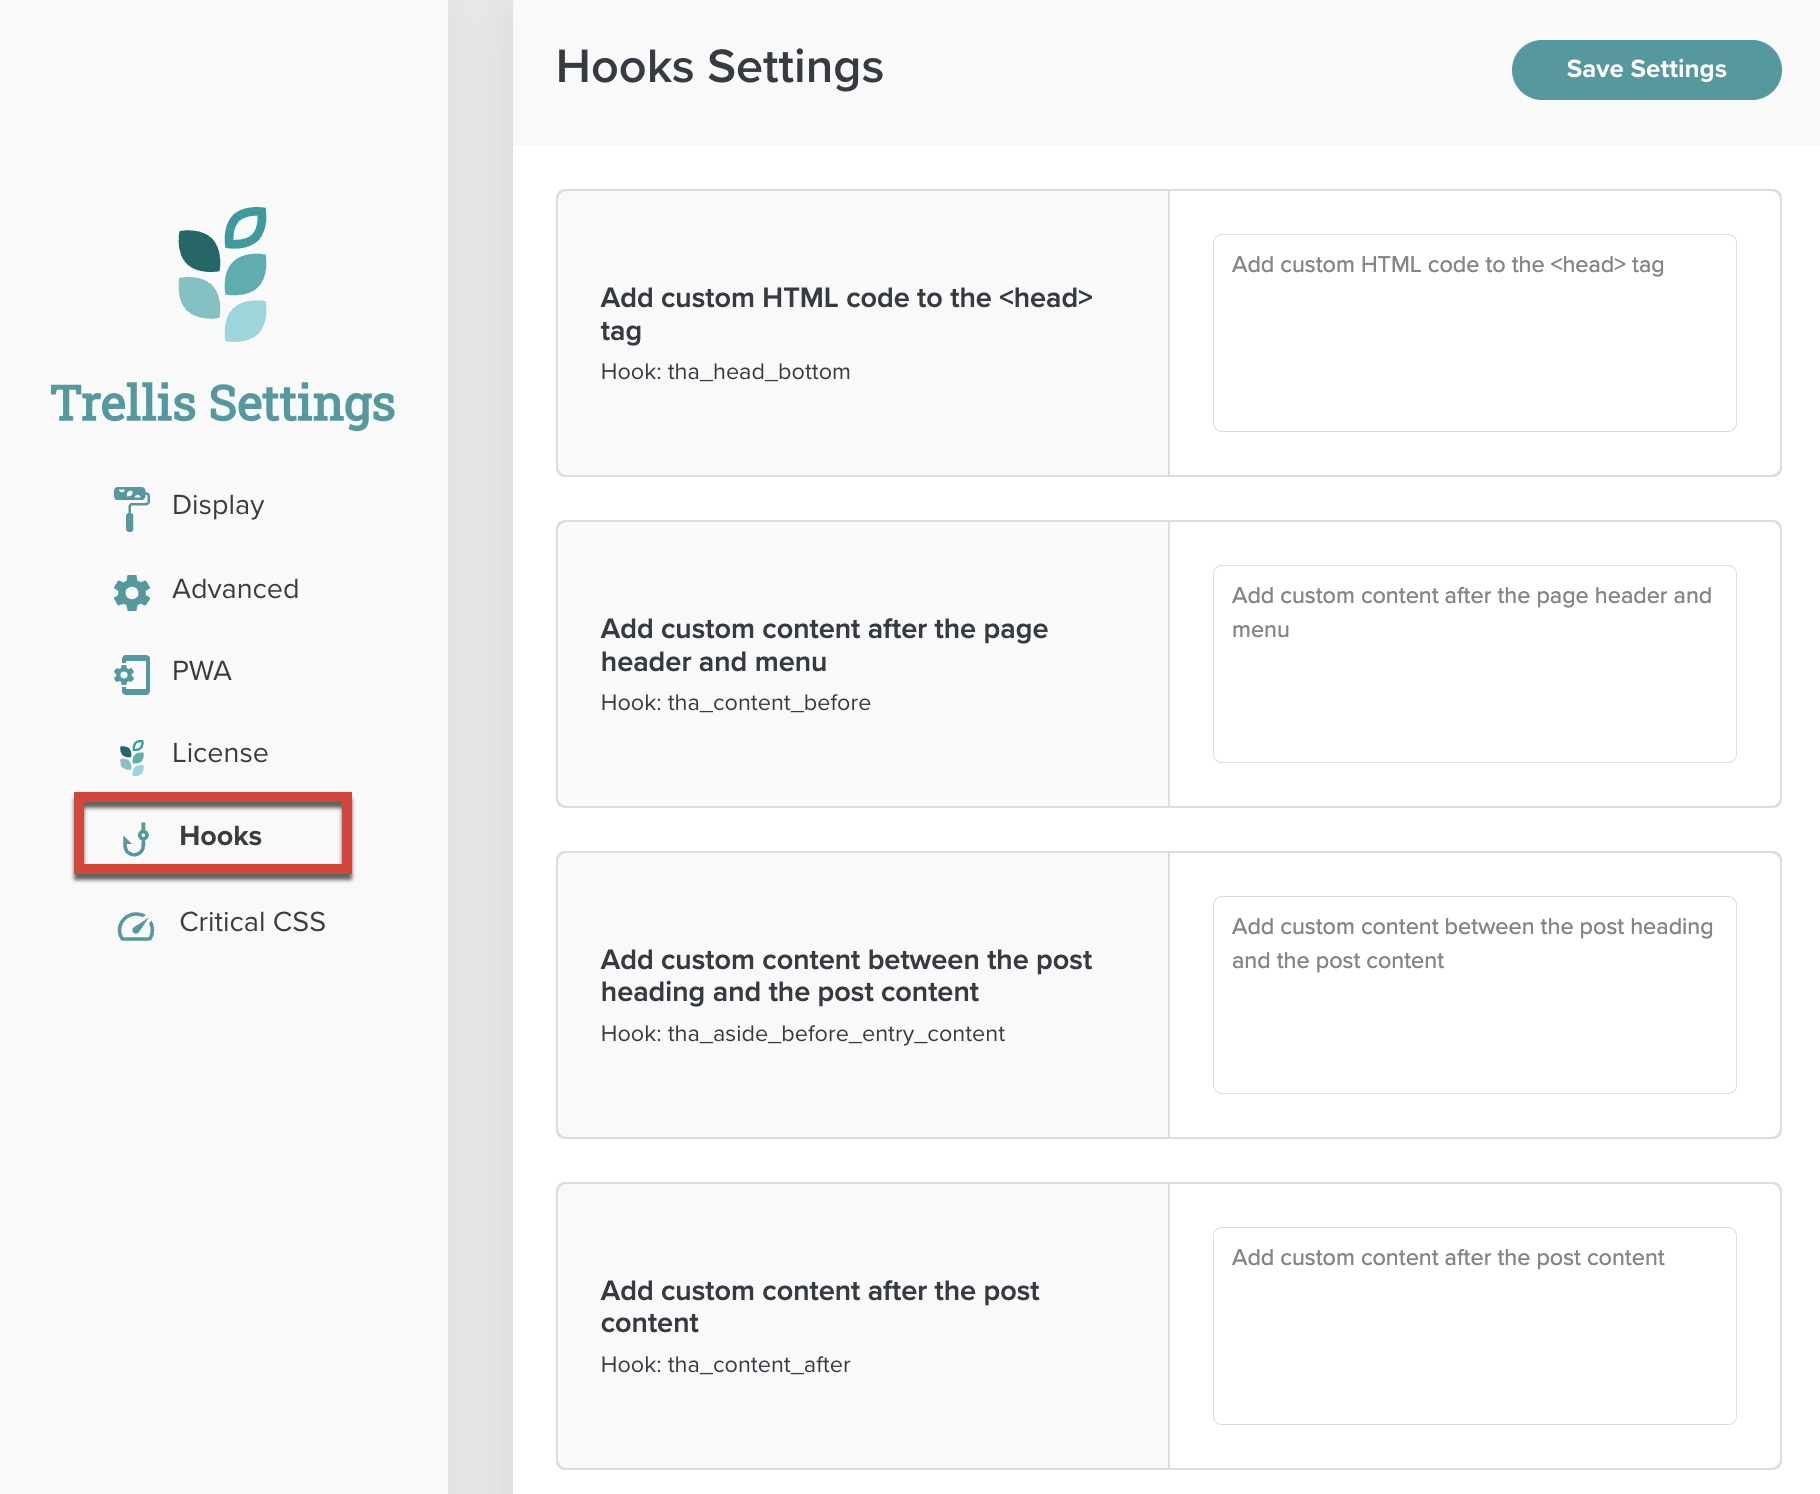 Trellis Settings
Display
Advanced
PWA
License
Hooks
Critical CSS
Hooks Settings
Save Settings
Add custom HTML code to the <head>
tag
Hook: tha_head_bottom
Add custom HTML code to the <head> tag
Add custom content after the page
header and menu
Hook: tha_content_before
Add custom content after the page header and
menu
Add custom content between the post
heading and the post content
Hook: tha_aside_before_entry_content
Add custom content between the post heading
and the post content
Add custom content after the post
content
Hook: tha_content_after
Add custom content after the post content